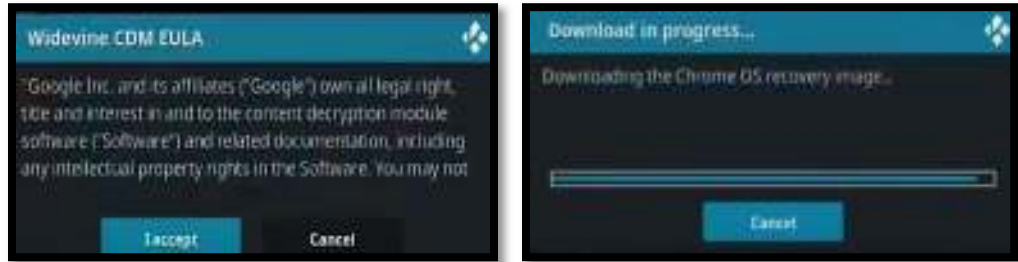 Widevine CDM EULA
"Google Inc. and its affiliates ("Google") own all legal right,
title and interest in and to the content decryption module
software ("Software") and related documentation, including
any intellectual property rights in the Software. You may not
I accept
Cancel
Download in progress...
Downloading the Chrome OS recovery image...
Cancel